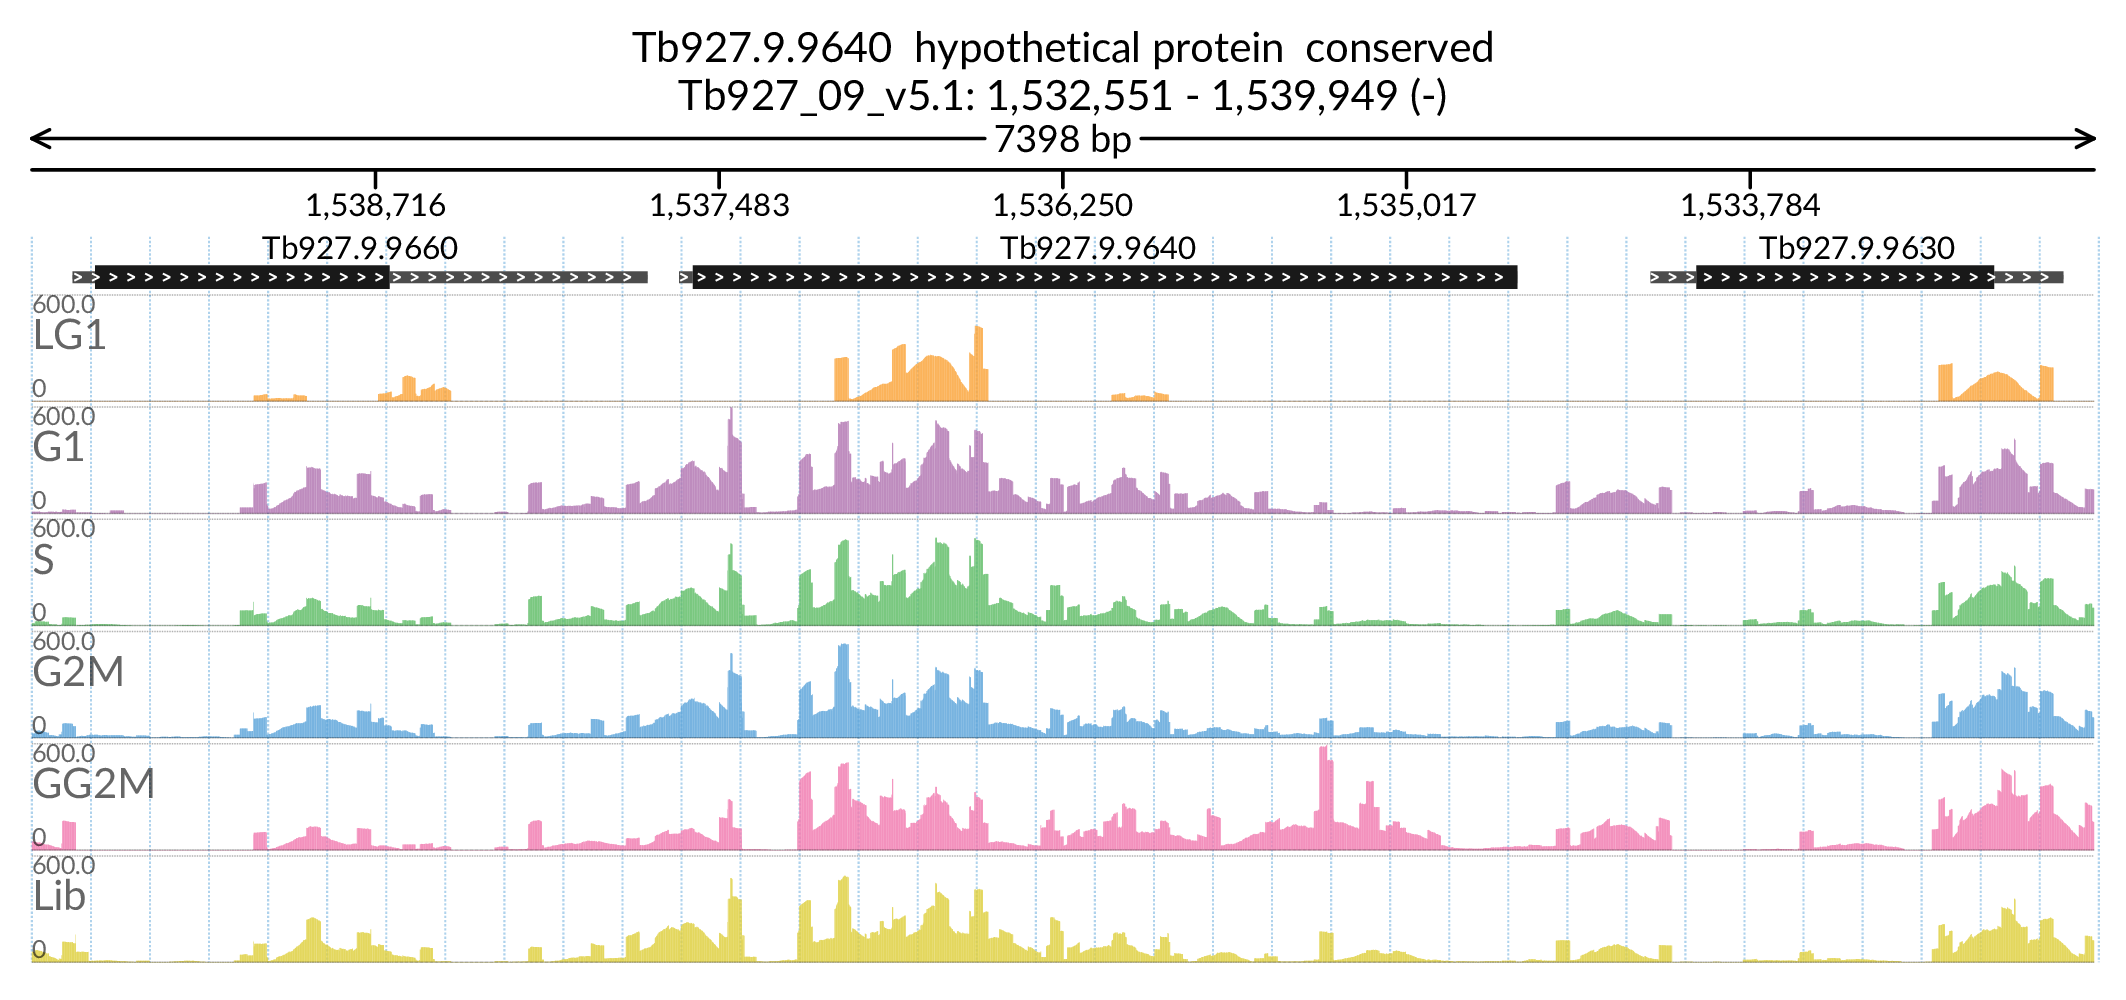 Tb927.9.9640 hypothetical protein conserved
Tb927_09_v5.1: 1,532,551 - 1,539,949 (-)
7398 bp
1,538,716 1,537,483 1,536,250 1,535,017 1,533,784
Tb927.9.9660 Tb927.9.9640 Tb927.9.9630
600.0
LG1
0
600.0
G1
0
600.0
S
0
600.0
G2M
0
600.0
GG2M
0
600.0
Lib
0